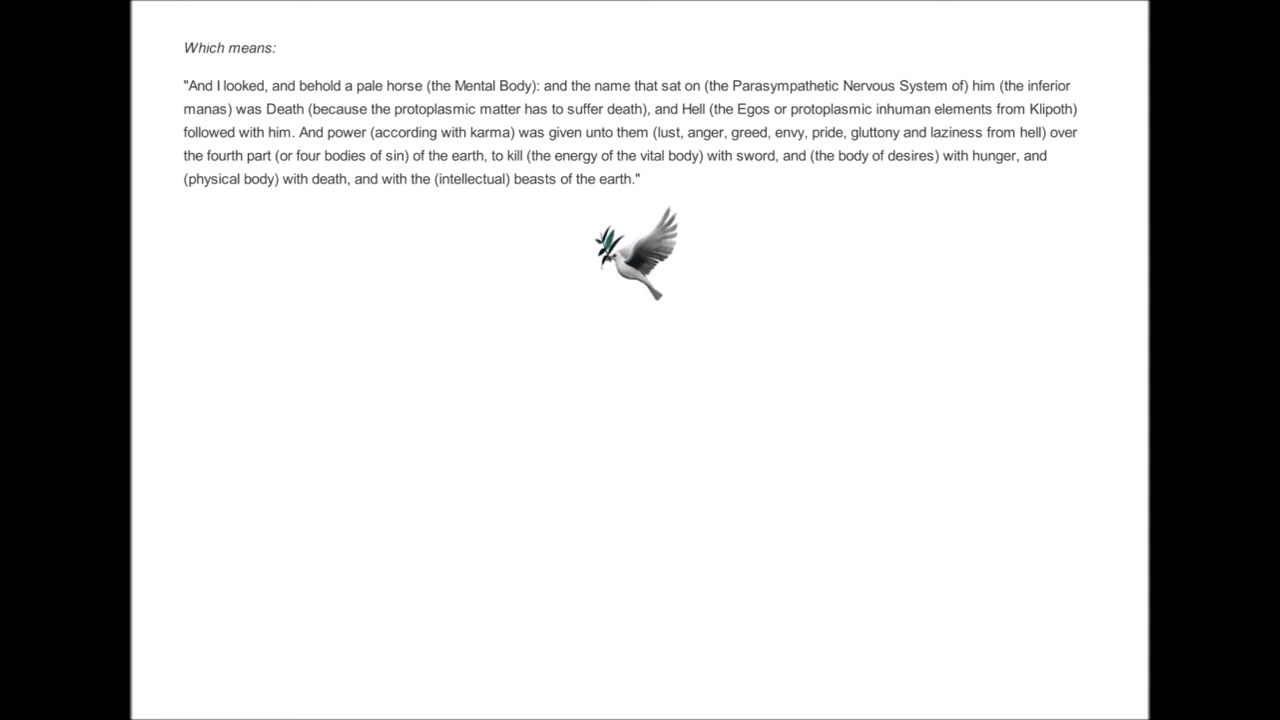 Which means:
"And I looked, and behold a pale horse (the Mental Body): and the name that sat on (the Parasympathetic Nervous System of) him (the inferior
manas) was Death (because the protoplasmic matter has to suffer death), and Hell (the Egos or protoplasmic inhuman elements from Klipoth)
followed with him. And power (according with karma) was given unto them (lust, anger, greed, envy, pride, gluttony and laziness from hell) over
the fourth part (or four bodies of sin) of the earth, to kill (the energy of the vital body) with sword, and (the body of desires) with hunger, and
(physical body) with death, and with the (intellectual) beasts of the earth."